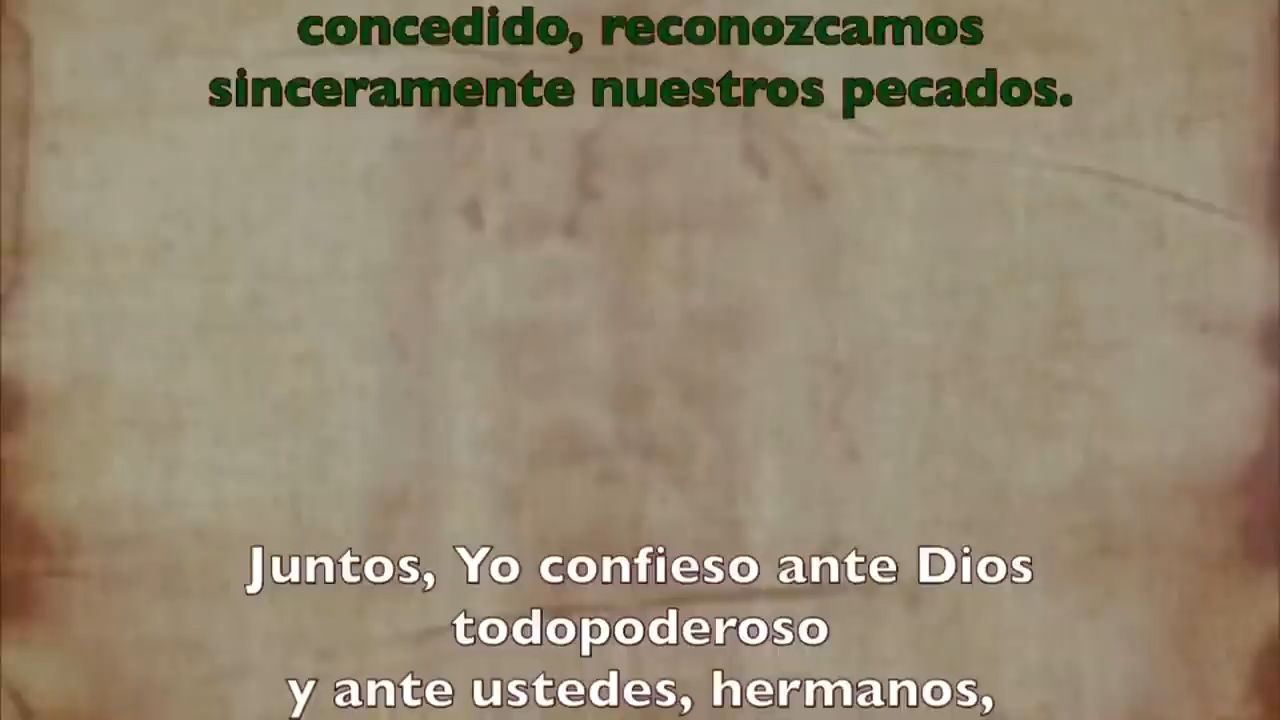 concedido, reconozcamos
sinceramente nuestros pecados.
Juntos, Yo confieso ante Dios
todopoderoso
y ante ustedes, hermanos,